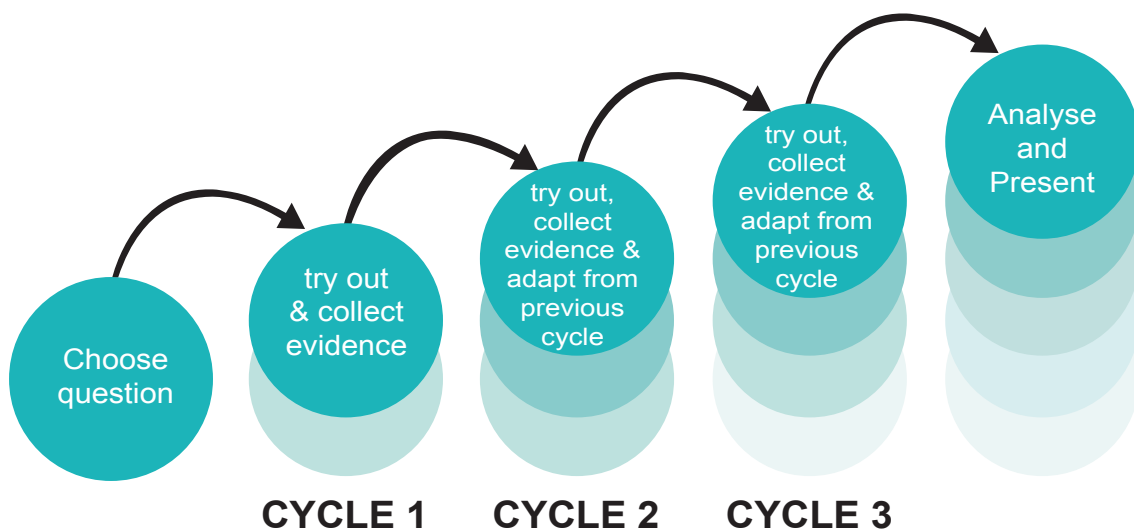 Choose
question
try out
& collect
evidence
try out,
collect
evidence &
adapt from
previous
cycle
try out,
collect
evidence &
adapt from
previous
cycle
Analyse
and
Present
CYCLE 1
CYCLE 2
CYCLE 3